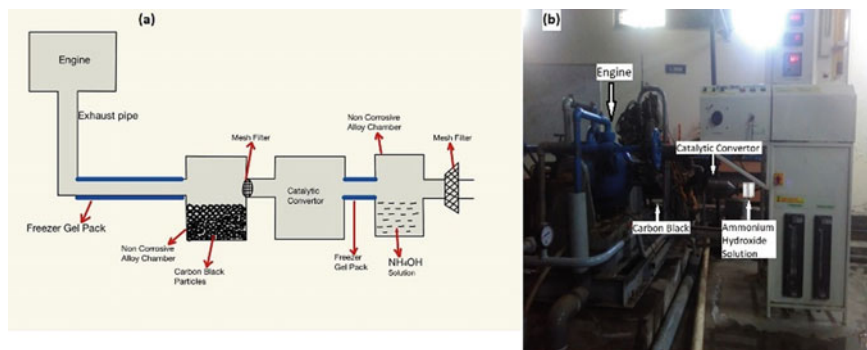 (a)
Engine
Exhaust pipe
Freezer Gel Pack
Non Corrosive
Alloy Chamber
Carbon Black
Particles
Mesh Filter
Catalytic
Convertor
Freezer
Gel Pack
Non Corrosive
Alloy Chamber
NH4OH
Solution
Mesh Filter
(b)
Engine
Catalytic Convertor
Carbon Black
Ammonium
Hydroxide
Solution